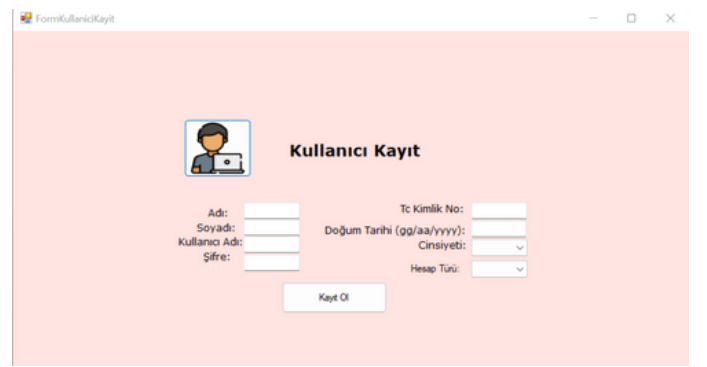 FormKullaniciKayit
Kullanıcı Kayıt
Adı:
Soyadı:
Kullanıcı Adı:
Şifre:
Tc Kimlik No:
Doğum Tarihi (gg/aa/yyyy):
Cinsiyeti:
Hesap Türü:
Kayıt Ol